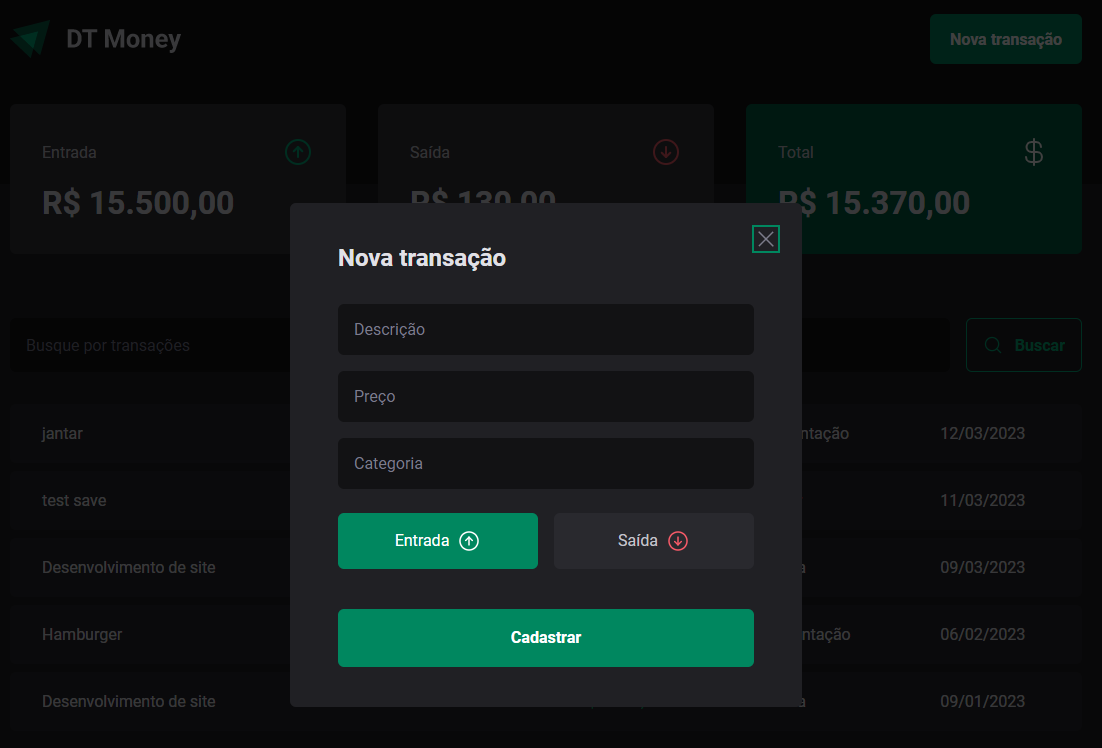 DT Money
Nova transação
Entrada
Saída
Total
R$ 15.500,00
R$ 130,00
R$ 15.370,00
Nova transação
Descrição
Preço
Categoria
Entrada
Saída
Cadastrar
Busque por transações
Buscar
jantar
ntação
12/03/2023
test save
11/03/2023
Desenvolvimento de site
a
09/03/2023
Hamburger
ntação
06/02/2023
Desenvolvimento de site
a
09/01/2023